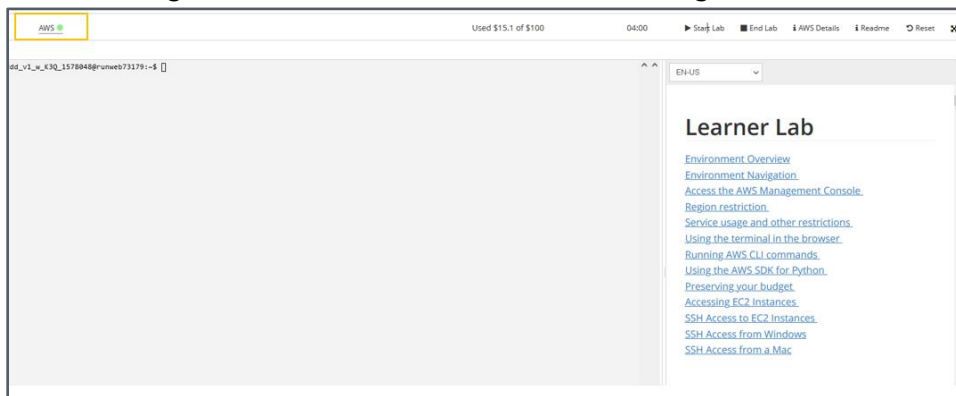 AWS
Used $15.1 of $100
04:00
Start Lab
End Lab
AWS Details
Readme
Reset
dd_v1_w_K3Q_1578048@runweb73179:~$
EN-US
Learner Lab
Environment Overview
Environment Navigation
Access the AWS Management Console
Region restriction
Service usage and other restrictions
Using the terminal in the browser
Running AWS CLI commands
Using the AWS SDK for Python
Preserving your budget
Accessing EC2 Instances
SSH Access to EC2 Instances
SSH Access from Windows
SSH Access from a Mac